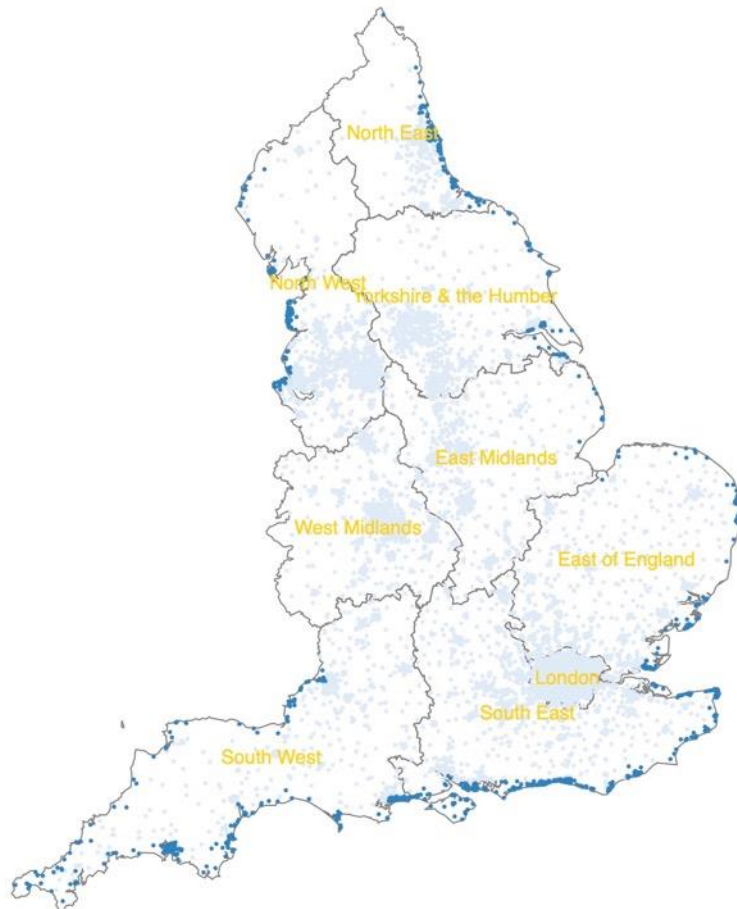 North East
North West
Yorkshire & the Humber
East Midlands
West Midlands
East of England
London
South East
South West